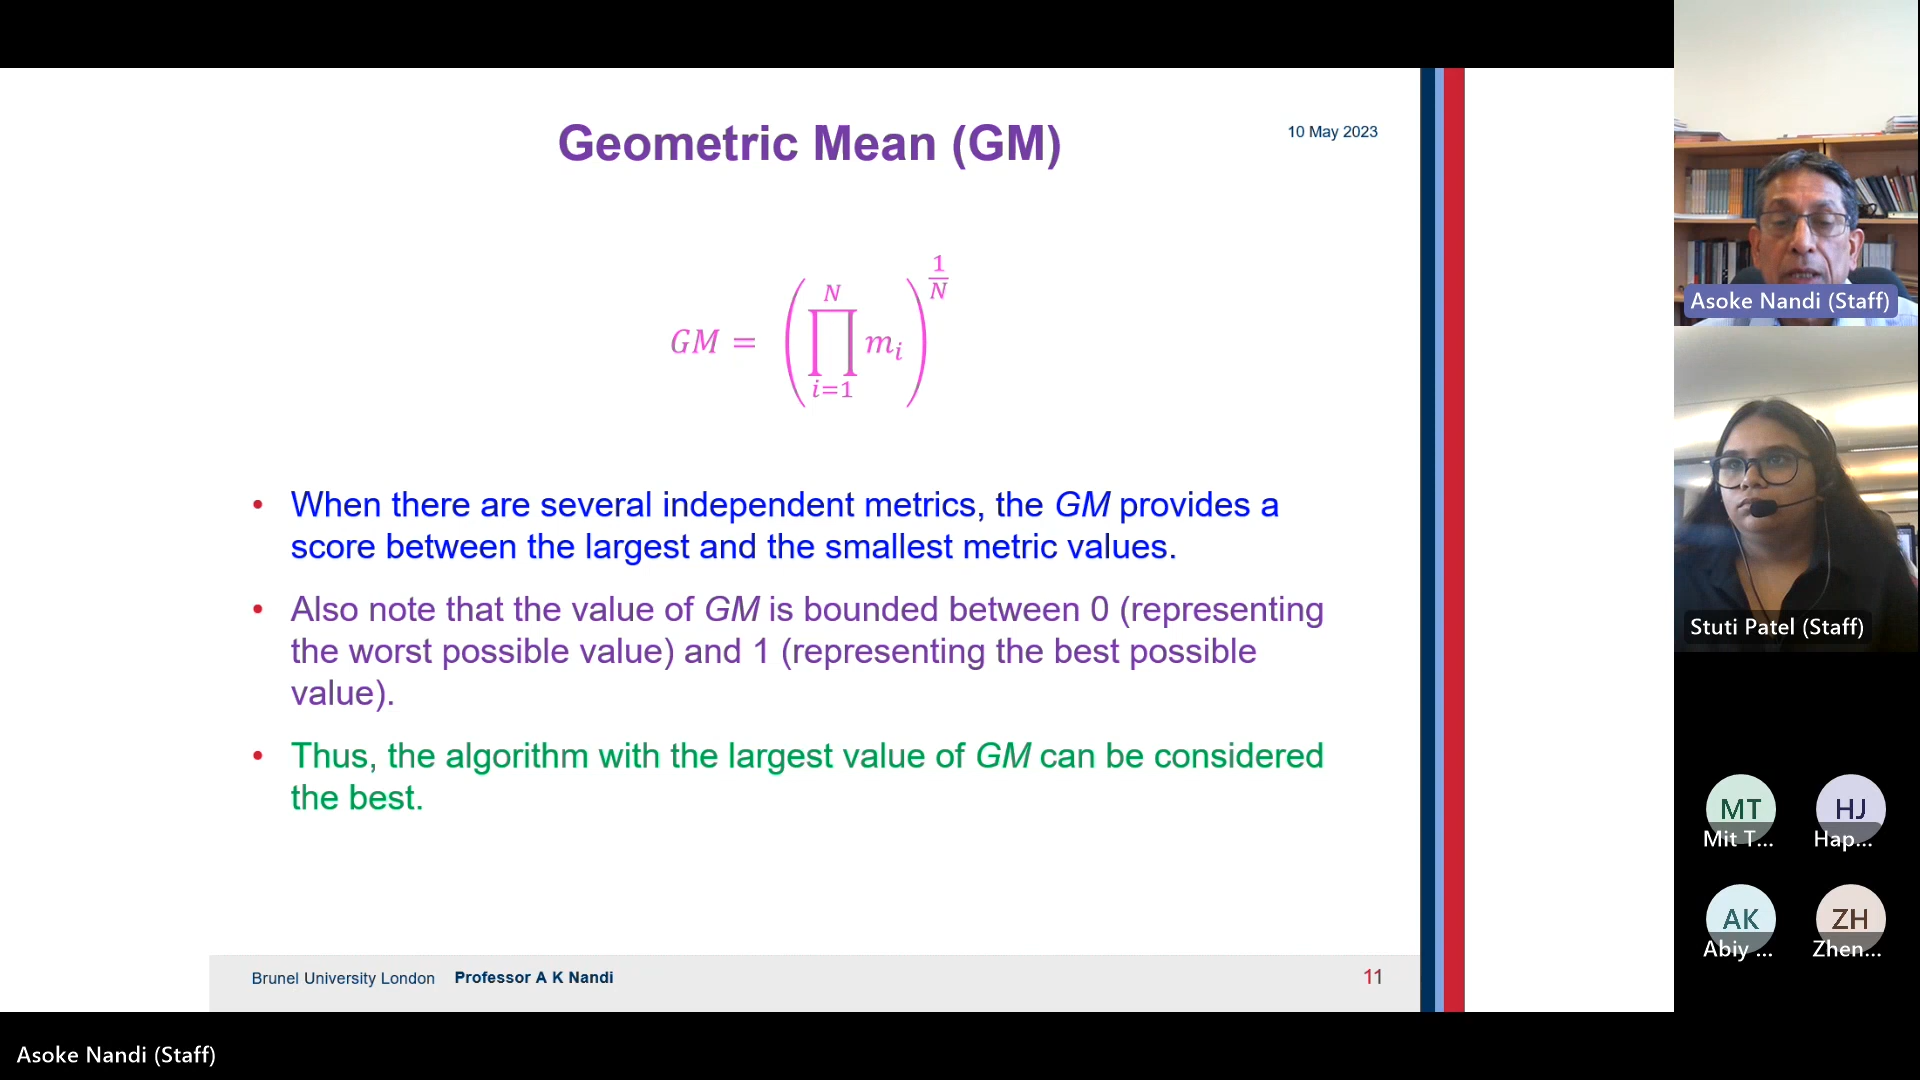 Geometric Mean (GM)
10 May 2023
GM = (∏_{i=1}^{N} m_i)^{1/N}
• When there are several independent metrics, the GM provides a
score between the largest and the smallest metric values.
• Also note that the value of GM is bounded between 0 (representing
the worst possible value) and 1 (representing the best possible
value).
• Thus, the algorithm with the largest value of GM can be considered
the best.
Brunel University London Professor A K Nandi
11
Asoke Nandi (Staff)
Stuti Patel (Staff)
MT HJ
Mit T... Hap...
AK ZH
Abiy ... Zhen...
Asoke Nandi (Staff)